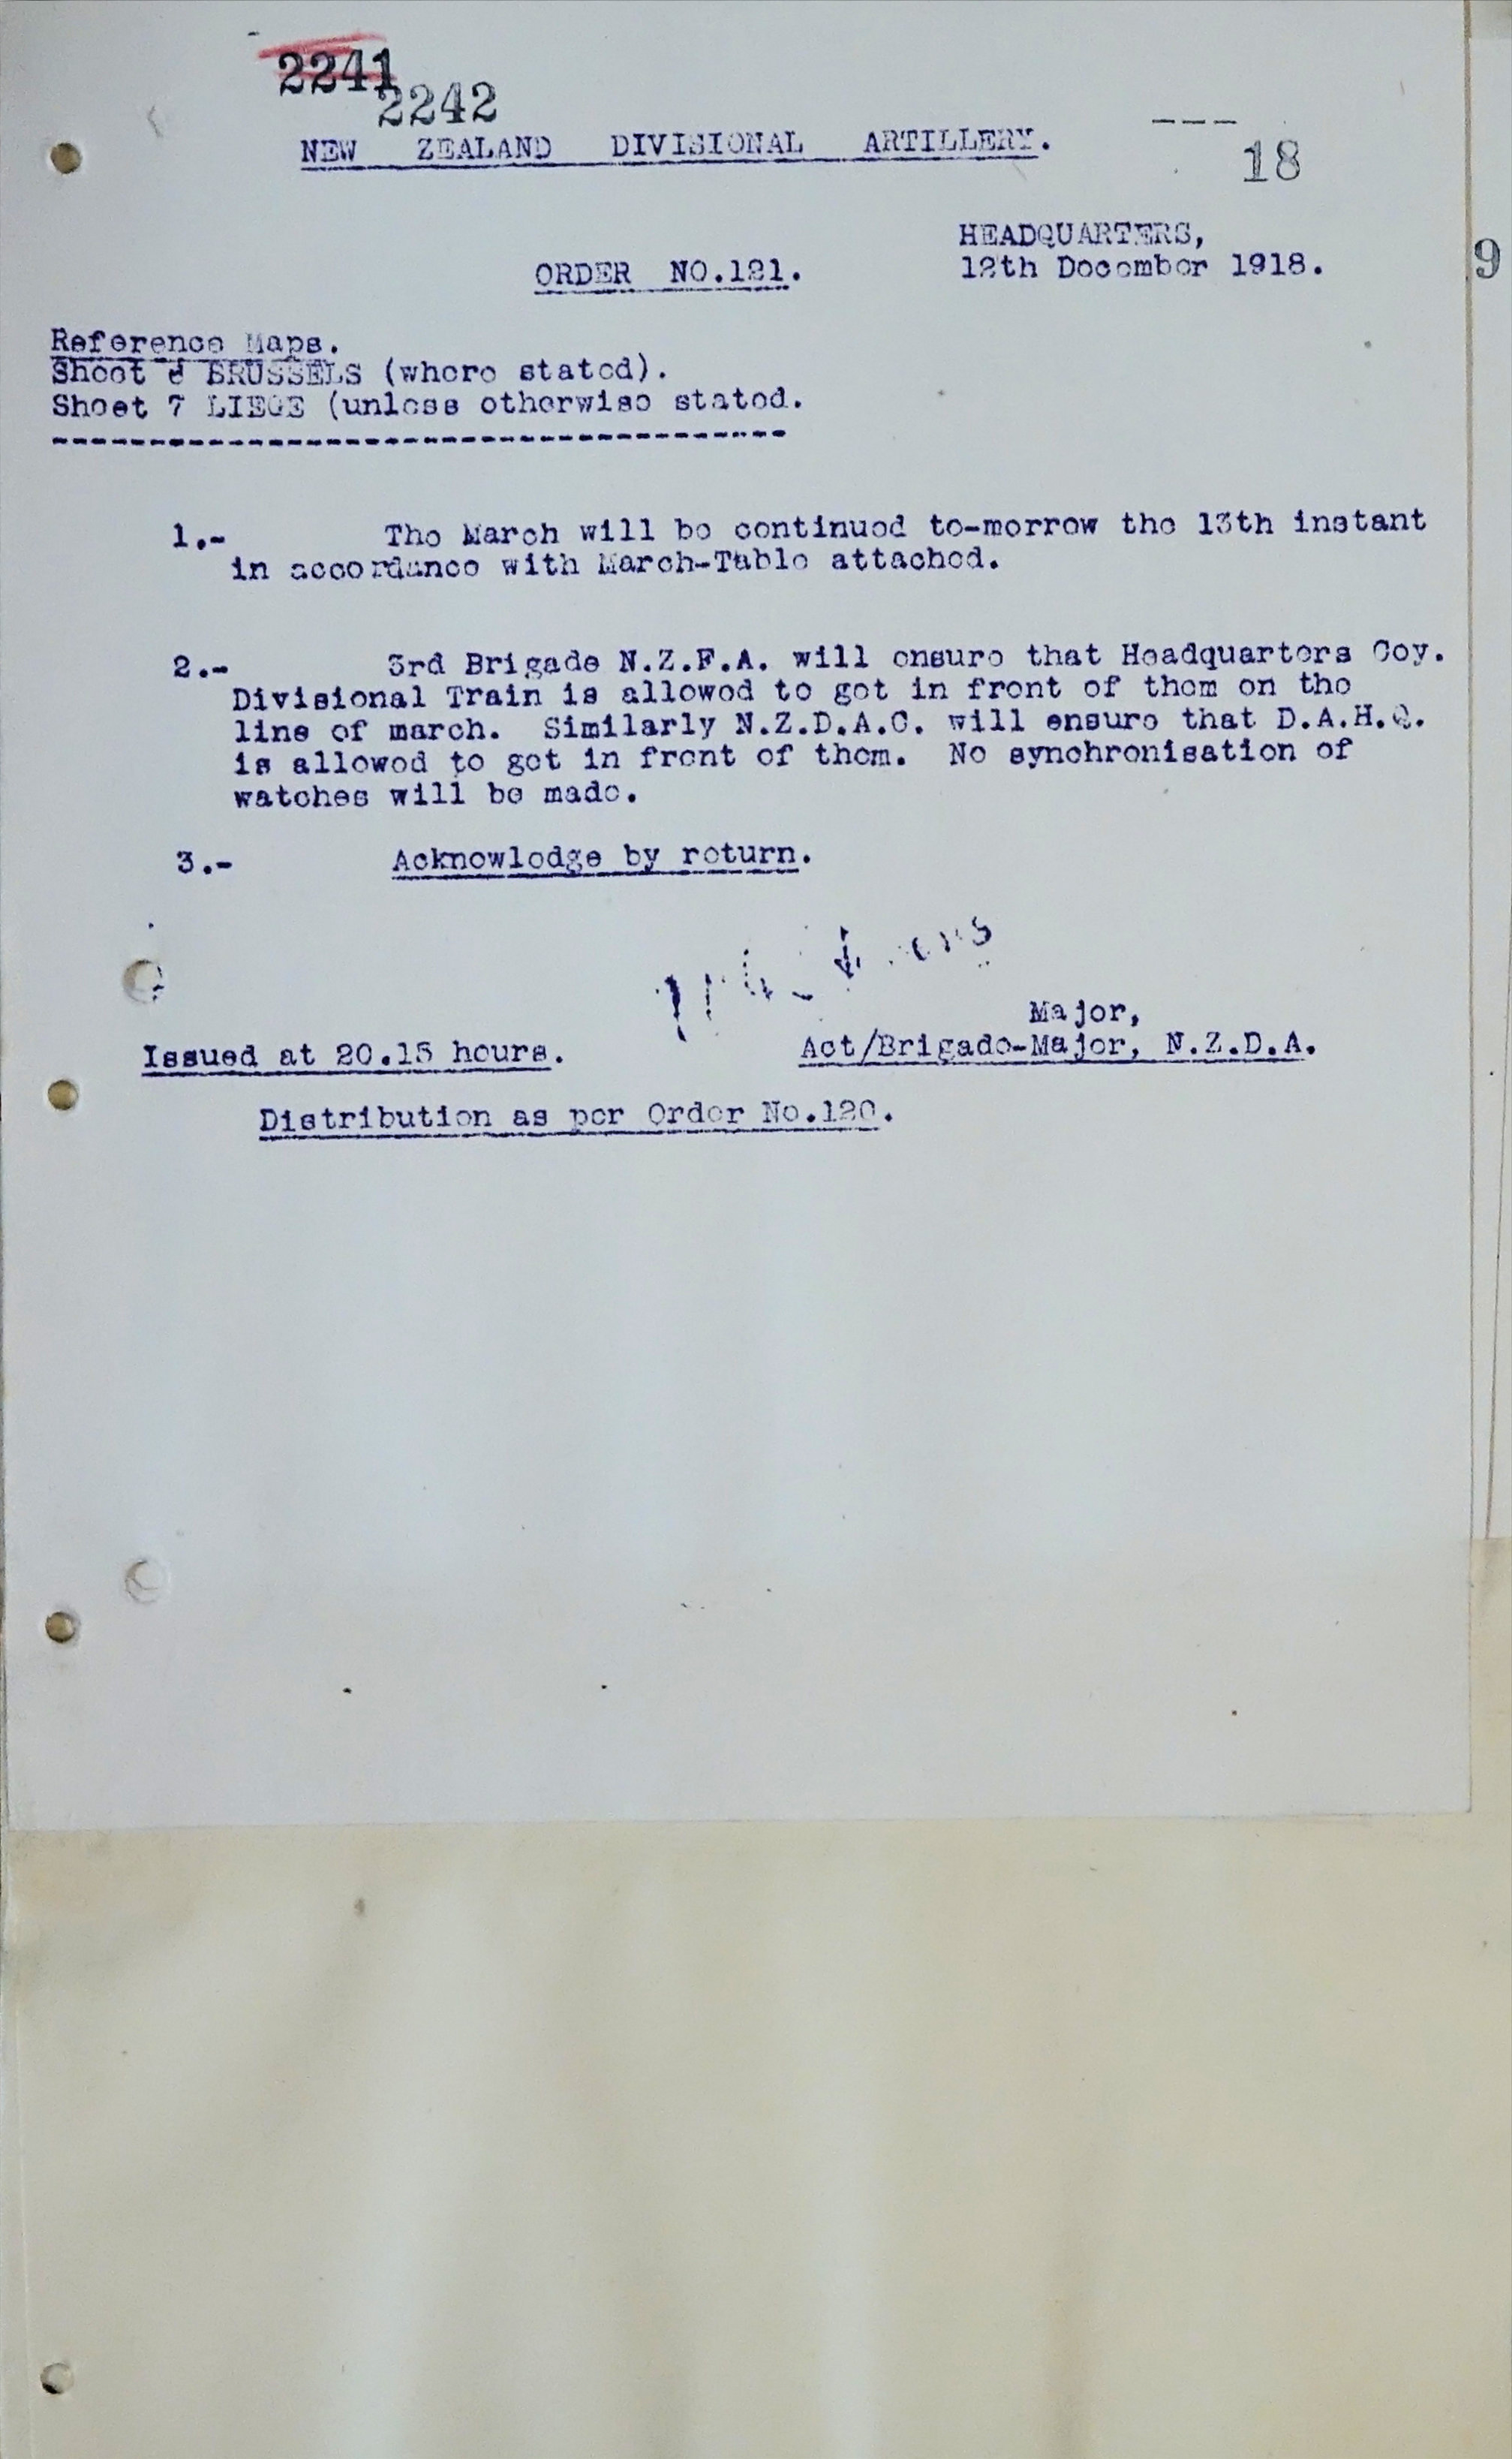 2241
2242
NEW ZEALAND DIVISIONAL ARTILLERY.
18
HEADQUARTERS,
ORDER NO.121.
12th December 1918.
9
Reference Maps.
Sheet 6 BRUSSELS (where stated).
Sheet 7 LIEGE (unless otherwise stated.
1.- The March will be continued to-morrow the 13th instant
in accordance with March-Table attached.
2.- 3rd Brigade N.Z.F.A. will ensure that Headquarters Coy.
Divisional Train is allowed to get in front of them on the
line of march. Similarly N.Z.D.A.C. will ensure that D.A.H.Q.
is allowed to get in front of them. No synchronisation of
watches will be made.
3.- Acknowledge by return.
Major,
Issued at 20.15 hours. Act/Brigade-Major, N.Z.D.A.
Distribution as per Order No.120.